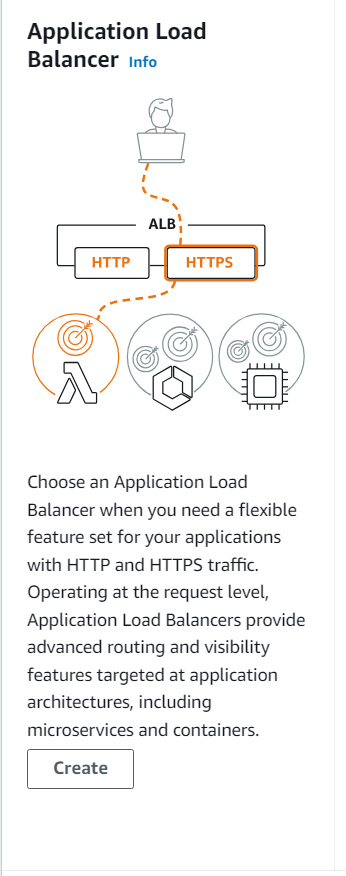 Application Load
Balancer Info
ALB
HTTP HTTPS
Choose an Application Load
Balancer when you need a flexible
feature set for your applications
with HTTP and HTTPS traffic.
Operating at the request level,
Application Load Balancers provide
advanced routing and visibility
features targeted at application
architectures, including
microservices and containers.
Create